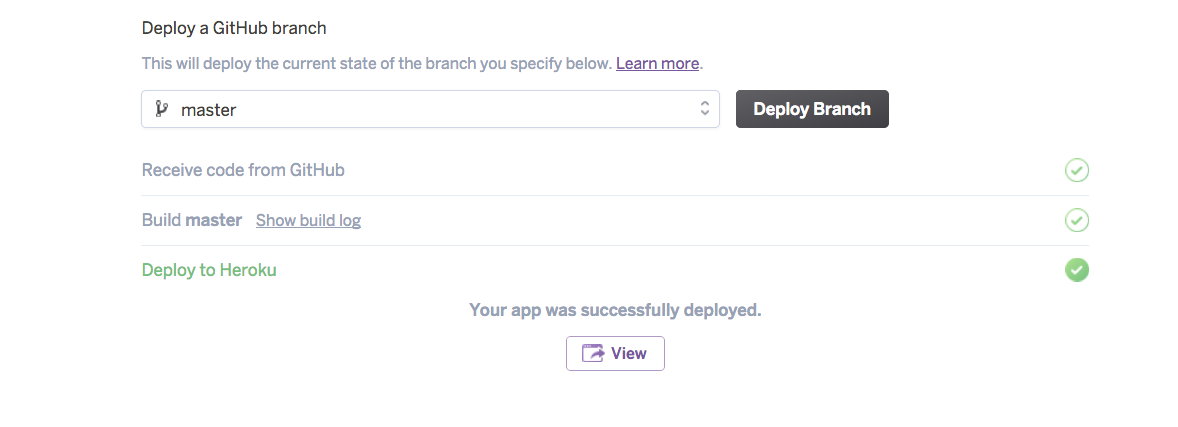 Deploy a GitHub branch
This will deploy the current state of the branch you specify below. Learn more.
master
Deploy Branch
Receive code from GitHub
Build master Show build log
Deploy to Heroku
Your app was successfully deployed.
View